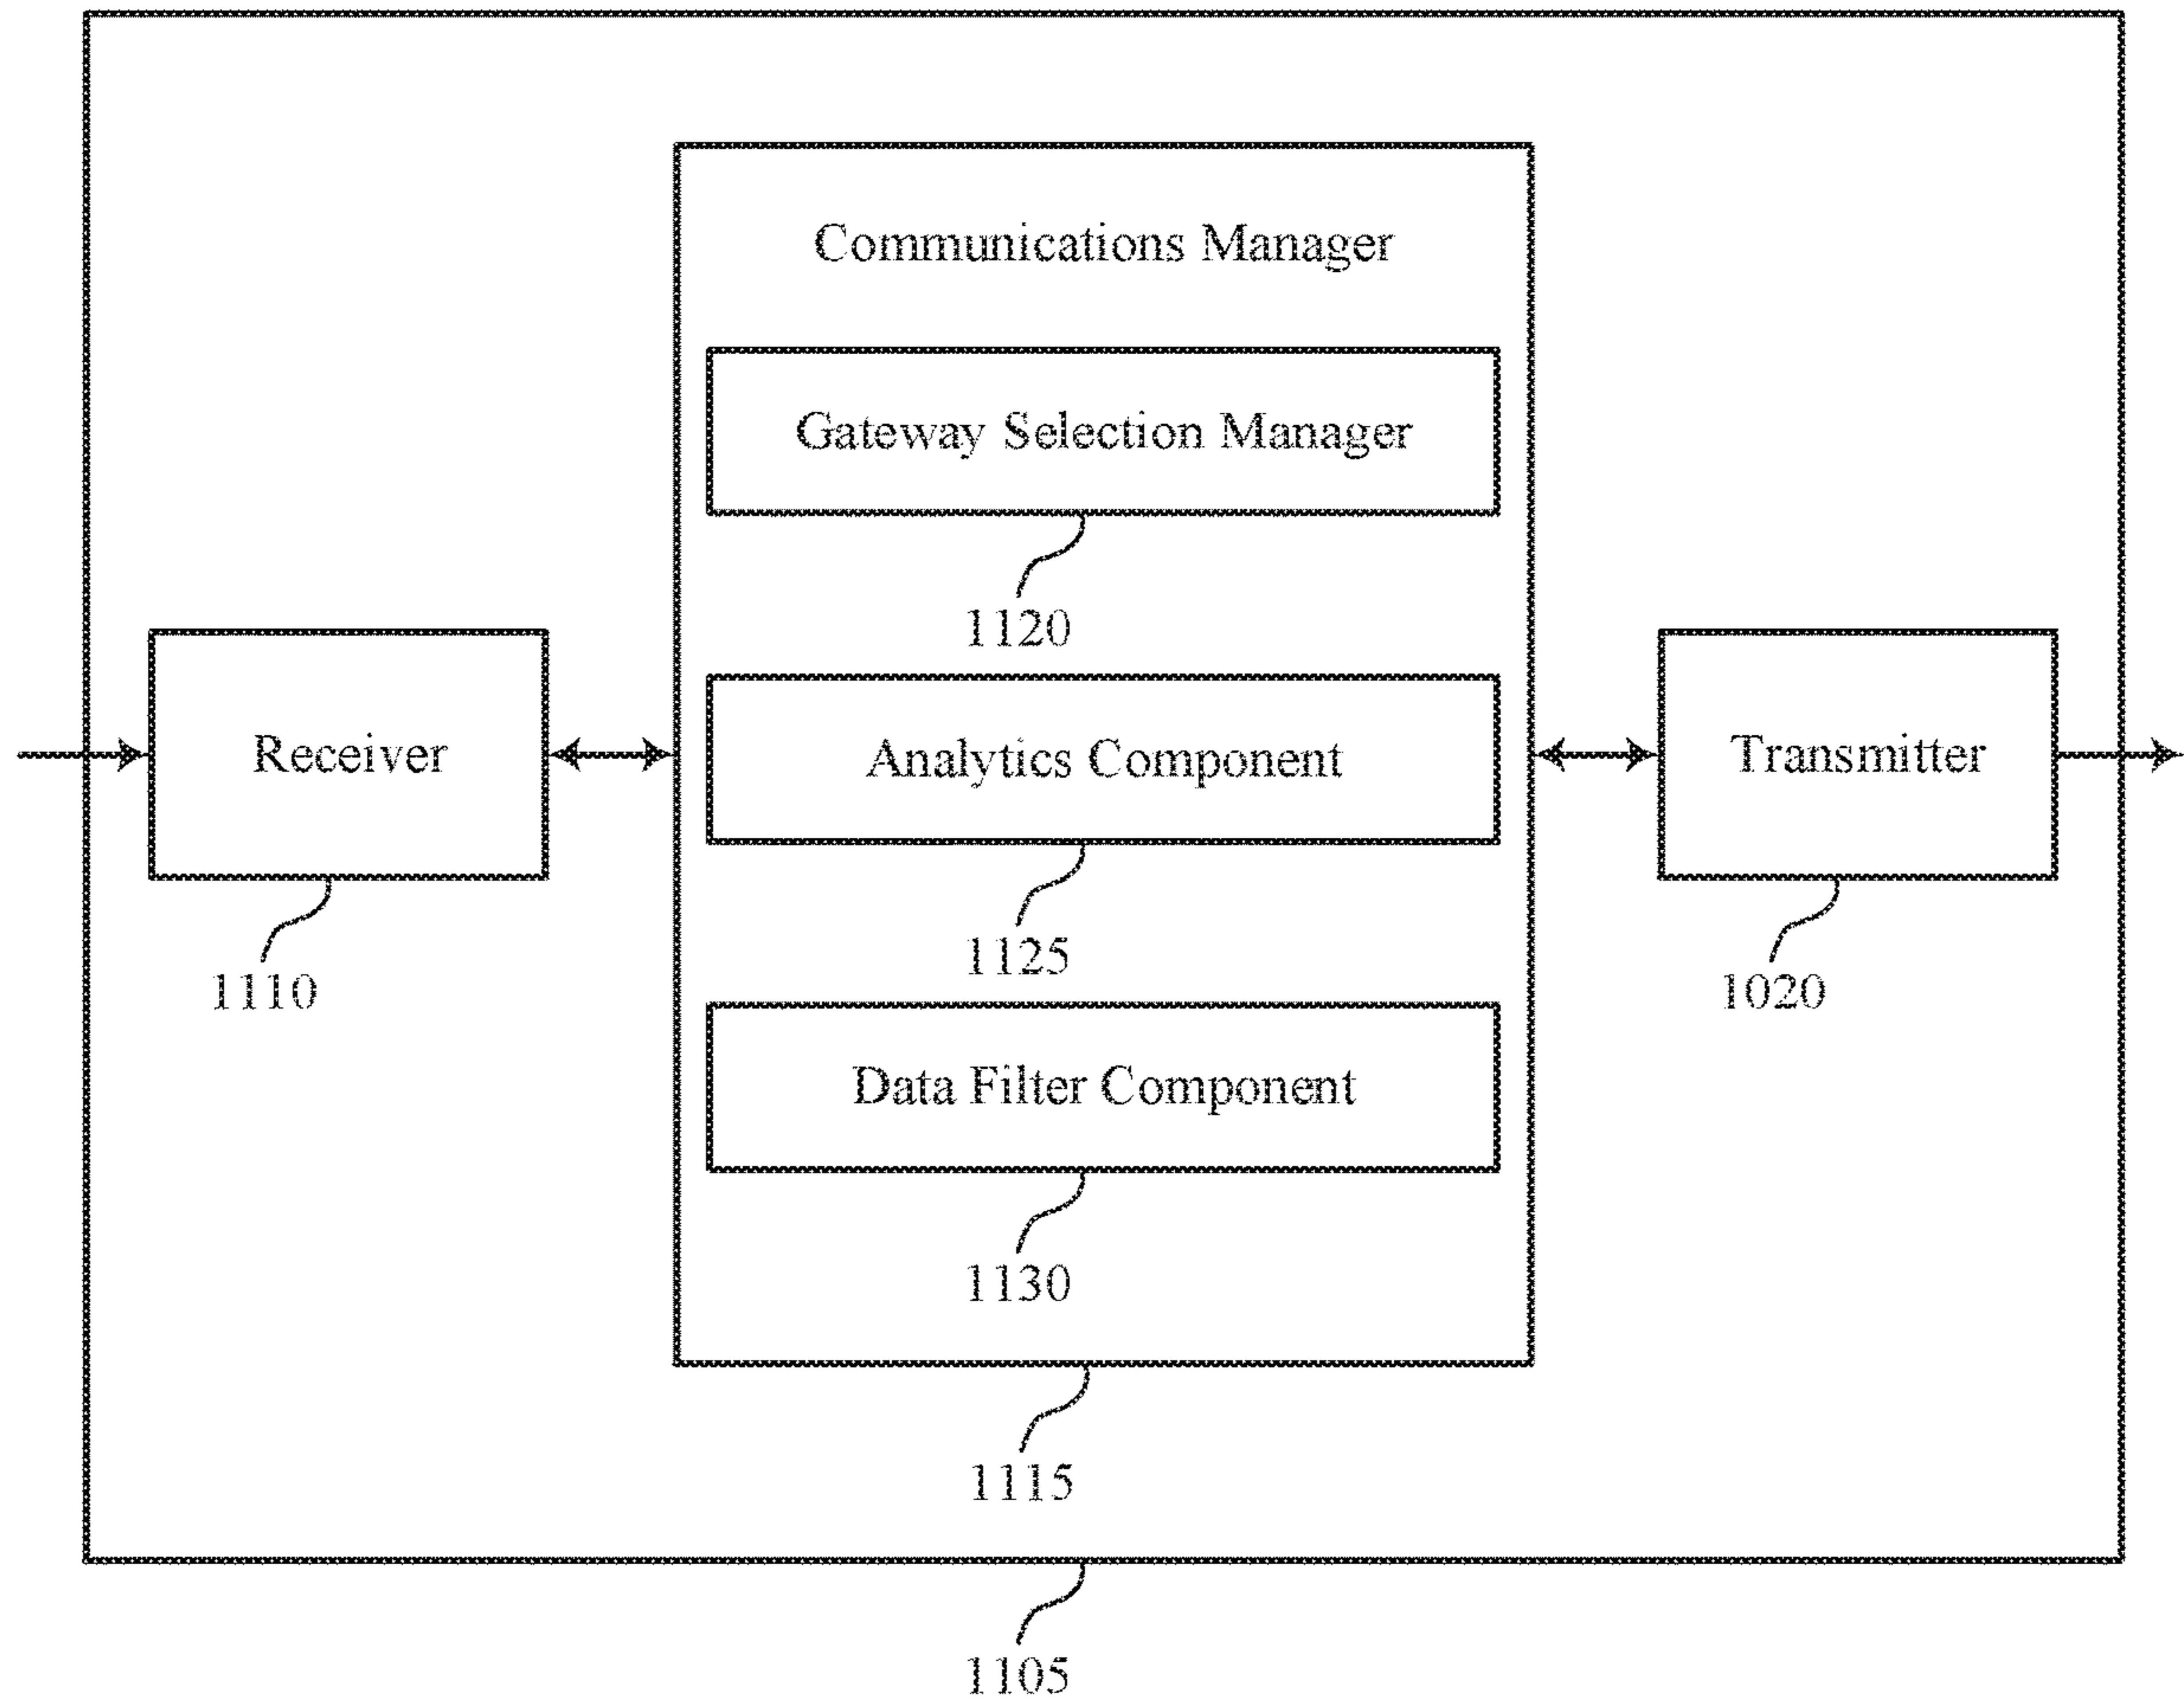 Communications Manager
Gateway Selection Manager
1120
Receiver
1110
Analytics Component
1125
Transmitter
1020
Data Filter Component
1130
1115
1105